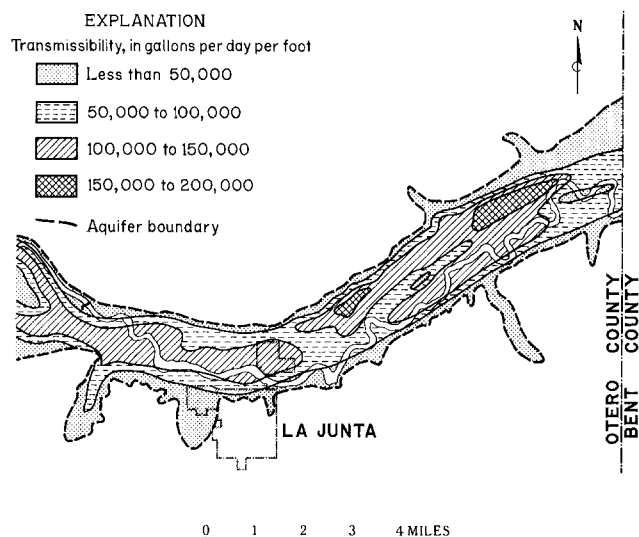 EXPLANATION
Transmissibility, in gallons per day per foot
Less than 50,000
50,000 to 100,000
100,000 to 150,000
150,000 to 200,000
Aquifer boundary
N
LA JUNTA
OTERO COUNTY
BENT COUNTY
0 1 2 3 4 MILES